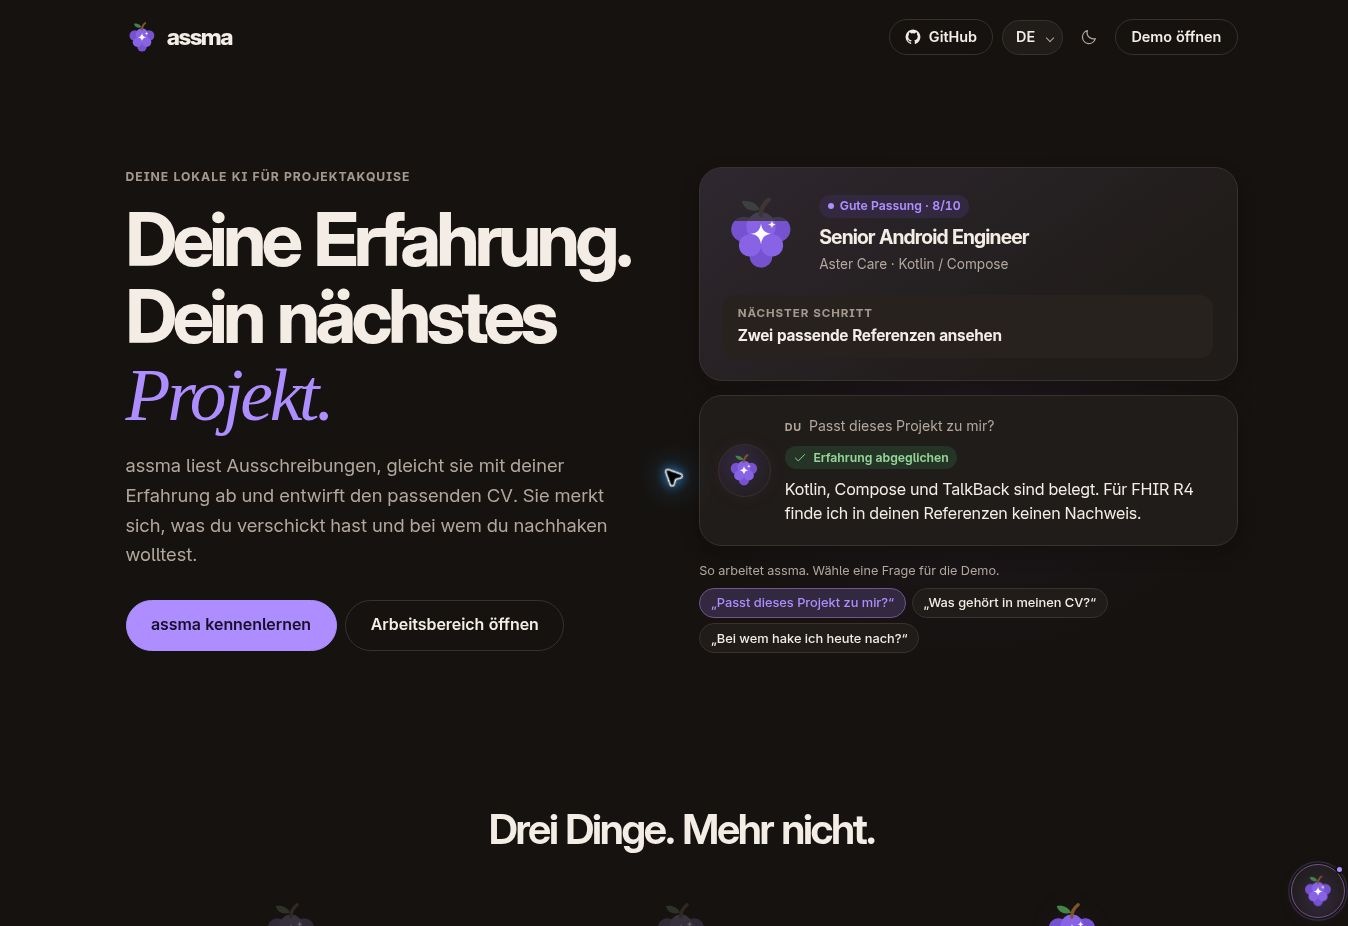 assma
GitHub
DE
Demo öffnen
DEINE LOKALE KI FÜR PROJEKTAKQUISE
Deine Erfahrung.
Dein nächstes
Projekt.
assma liest Ausschreibungen, gleicht sie mit deiner
Erfahrung ab und entwirft den passenden CV. Sie merkt
sich, was du verschickt hast und bei wem du nachhaken
wolltest.
assma kennenlernen
Arbeitsbereich öffnen
Gute Passung · 8/10
Senior Android Engineer
Aster Care · Kotlin / Compose
NÄCHSTER SCHRITT
Zwei passende Referenzen ansehen
DU Passt dieses Projekt zu mir?
Erfahrung abgeglichen
Kotlin, Compose und TalkBack sind belegt. Für FHIR R4
finde ich in deinen Referenzen keinen Nachweis.
So arbeitet assma. Wähle eine Frage für die Demo.
„Passt dieses Projekt zu mir?“
„Was gehört in meinen CV?“
„Bei wem hake ich heute nach?“
Drei Dinge. Mehr nicht.